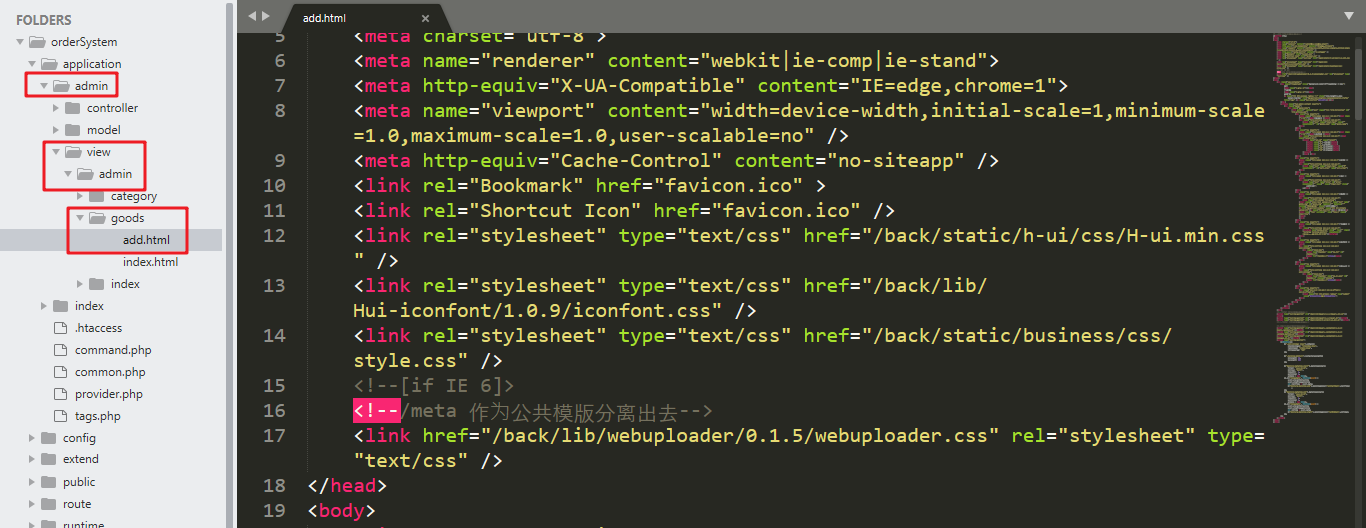 FOLDERS
orderSystem
application
admin
controller
model
view
admin
category
goods
add.html
index.html
index
index
.htaccess
command.php
common.php
provider.php
tags.php
config
extend
public
route
runtime
add.html ×
5 <meta charset="utf-8">
6 <meta name="renderer" content="webkit|ie-comp|ie-stand">
7 <meta http-equiv="X-UA-Compatible" content="IE=edge,chrome=1">
8 <meta name="viewport" content="width=device-width,initial-scale=1,minimum-scale
=1.0,maximum-scale=1.0,user-scalable=no" />
9 <meta http-equiv="Cache-Control" content="no-siteapp" />
10 <link rel="Bookmark" href="favicon.ico" >
11 <link rel="Shortcut Icon" href="favicon.ico" />
12 <link rel="stylesheet" type="text/css" href="/back/static/h-ui/css/H-ui.min.css
" />
13 <link rel="stylesheet" type="text/css" href="/back/lib/
Hui-iconfont/1.0.9/iconfont.css" />
14 <link rel="stylesheet" type="text/css" href="/back/static/business/css/
style.css" />
15 <!--[if IE 6]>
16 <!--/meta 作为公共模版分离出去-->
17 <link href="/back/lib/webuploader/0.1.5/webuploader.css" rel="stylesheet" type=
"text/css" />
18 </head>
19 <body>